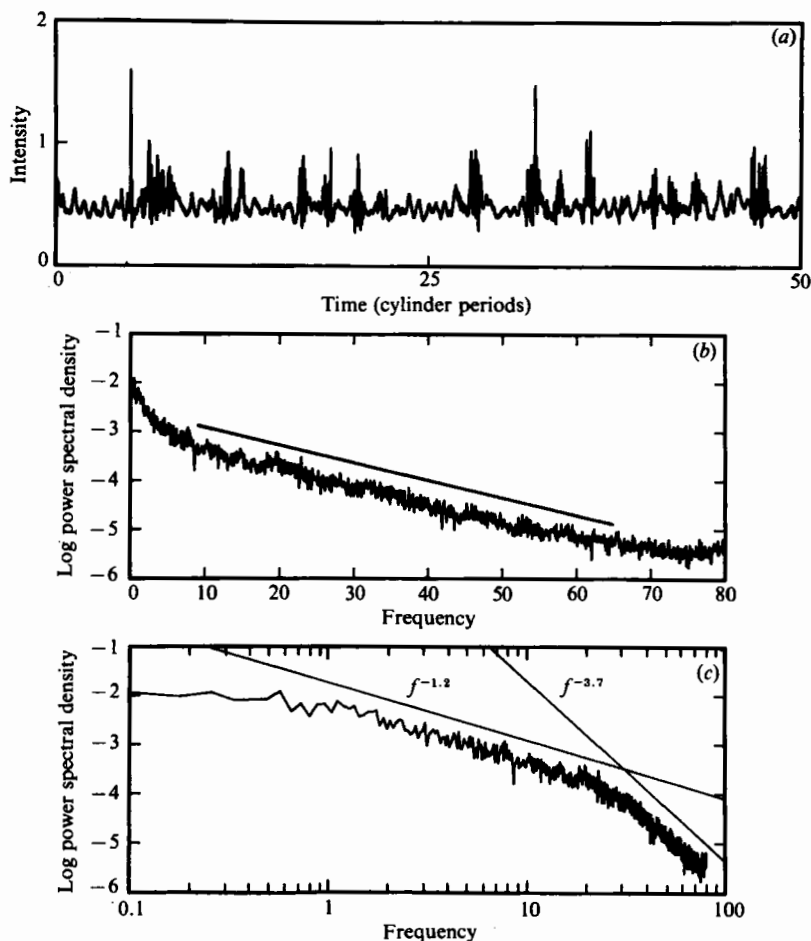 (a)
2
1
0
Intensity
0 25 50
Time (cylinder periods)
(b)
−1
−2
−3
−4
−5
−6
Log power spectral density
0 10 20 30 40 50 60 70 80
Frequency
(c)
−1
−2
−3
−4
−5
−6
Log power spectral density
f^{−1.2} f^{−3.7}
0.1 1 10 100
Frequency